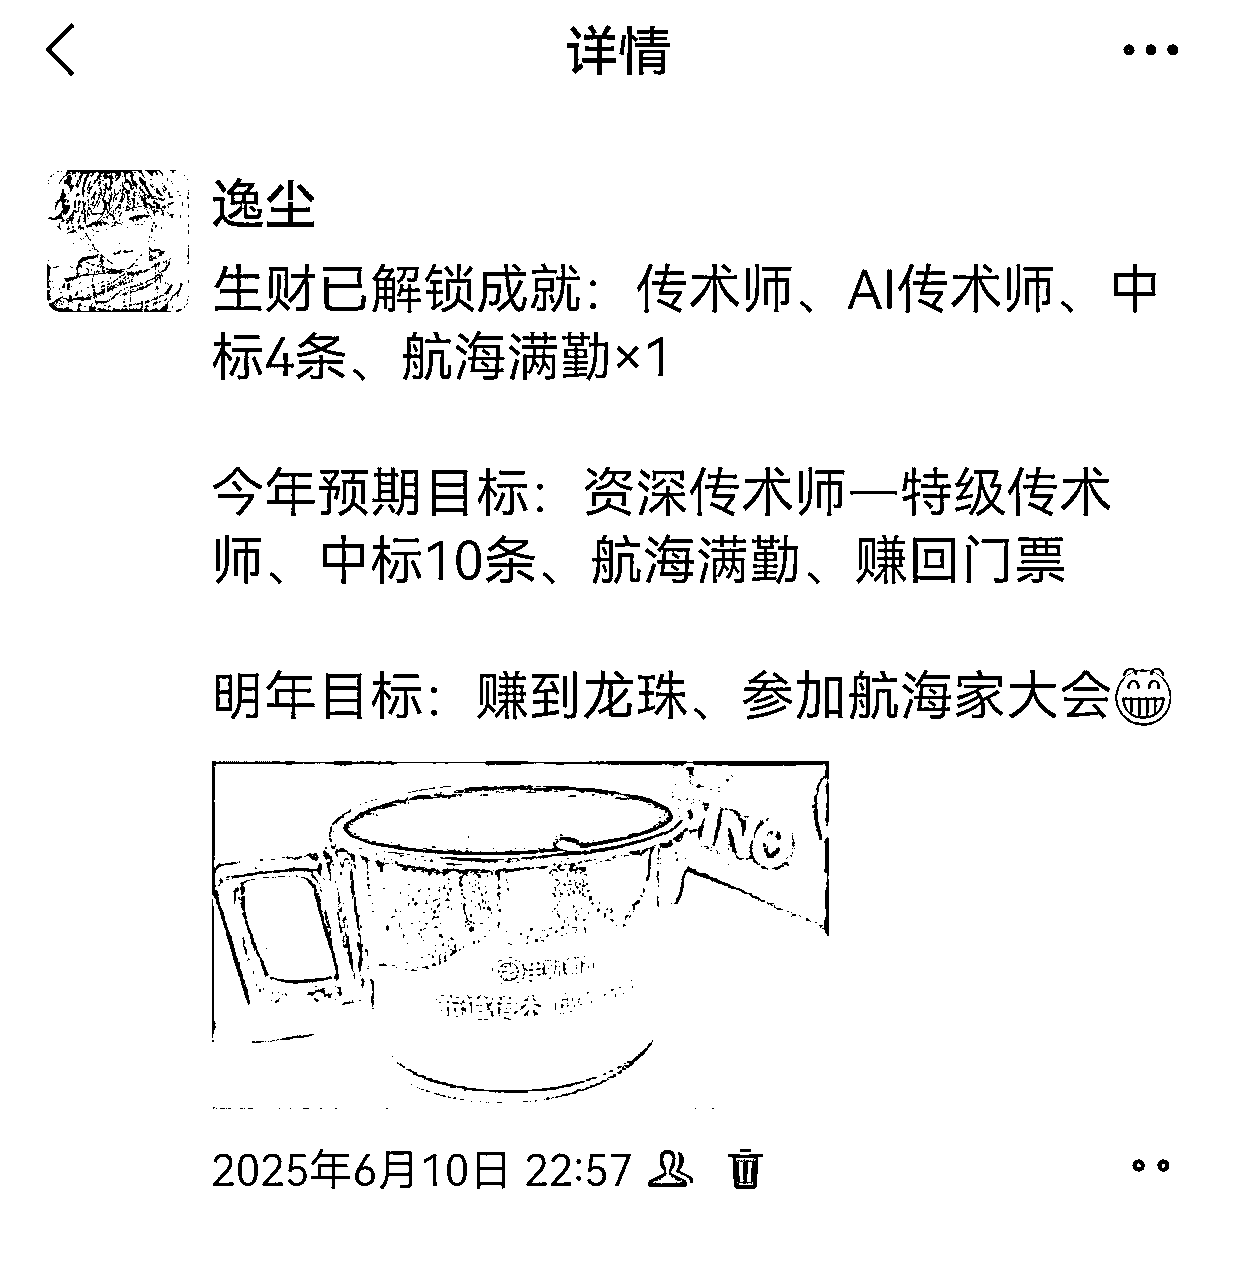 详情
逸尘
生财已解锁成就：传术师、AI传术师、中
标4条、航海满勤×1
今年预期目标：资深传术师—特级传术
师、中标10条、航海满勤、赚回门票
明年目标：赚到龙珠、参加航海家大会
2025年6月10日 22:57